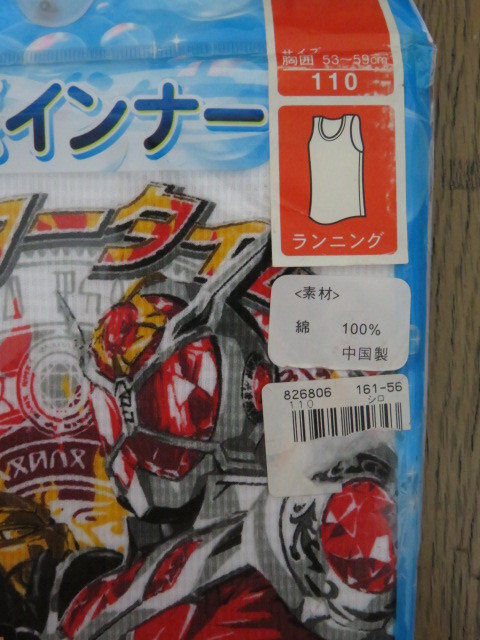 サイズ
胸囲 53〜59cm
110
インナー
ランニング
<素材>
綿 100%
中国製
826806 161-56
110 シロ